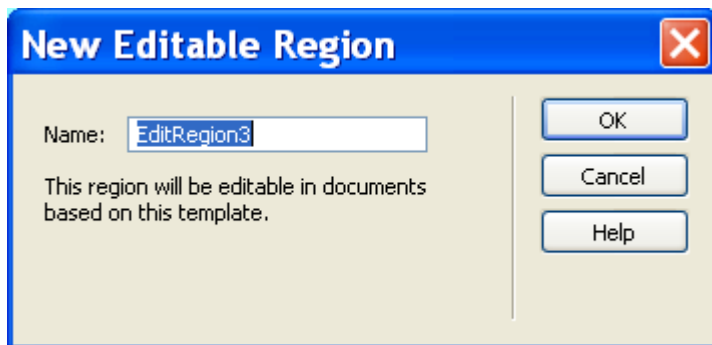 New Editable Region
Name: EditRegion3
This region will be editable in documents
based on this template.
OK
Cancel
Help